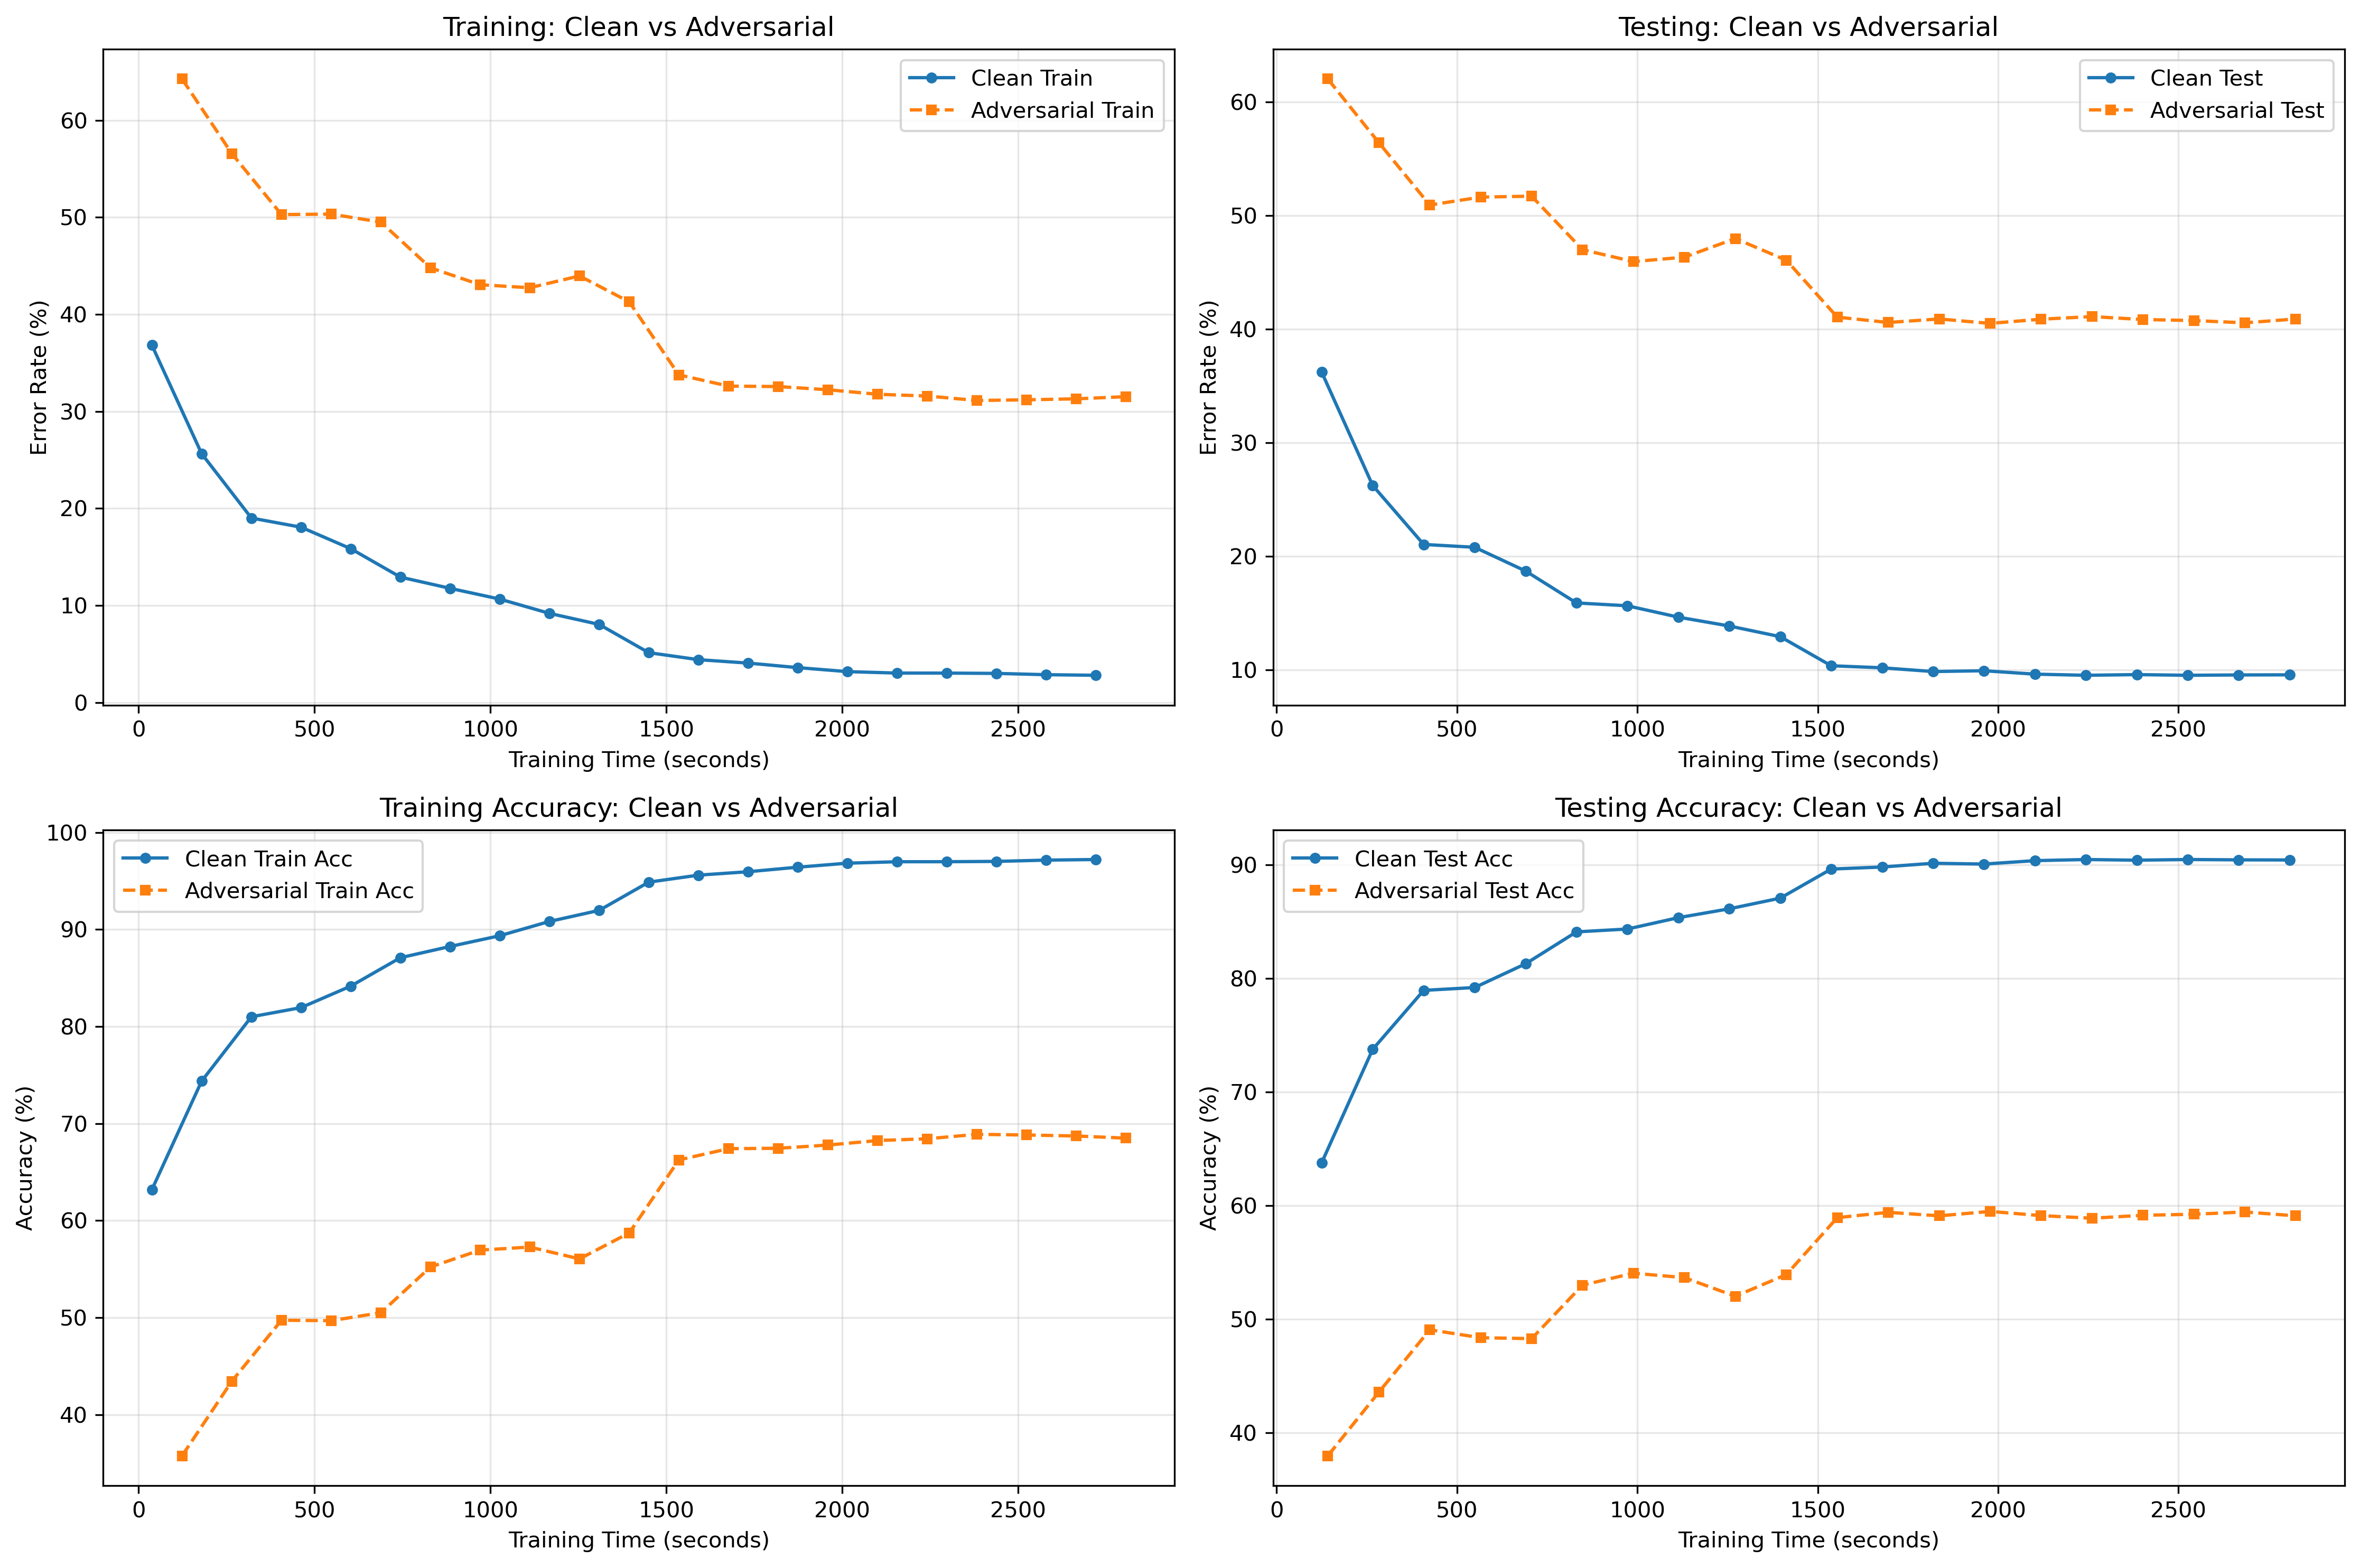 Training: Clean vs Adversarial
Clean Train
Adversarial Train
Error Rate (%)
60
50
40
30
20
10
0
0 500 1000 1500 2000 2500
Training Time (seconds)
Testing: Clean vs Adversarial
Clean Test
Adversarial Test
Error Rate (%)
60
50
40
30
20
10
0 500 1000 1500 2000 2500
Training Time (seconds)
Training Accuracy: Clean vs Adversarial
Clean Train Acc
Adversarial Train Acc
Accuracy (%)
100
90
80
70
60
50
40
0 500 1000 1500 2000 2500
Training Time (seconds)
Testing Accuracy: Clean vs Adversarial
Clean Test Acc
Adversarial Test Acc
Accuracy (%)
90
80
70
60
50
40
0 500 1000 1500 2000 2500
Training Time (seconds)